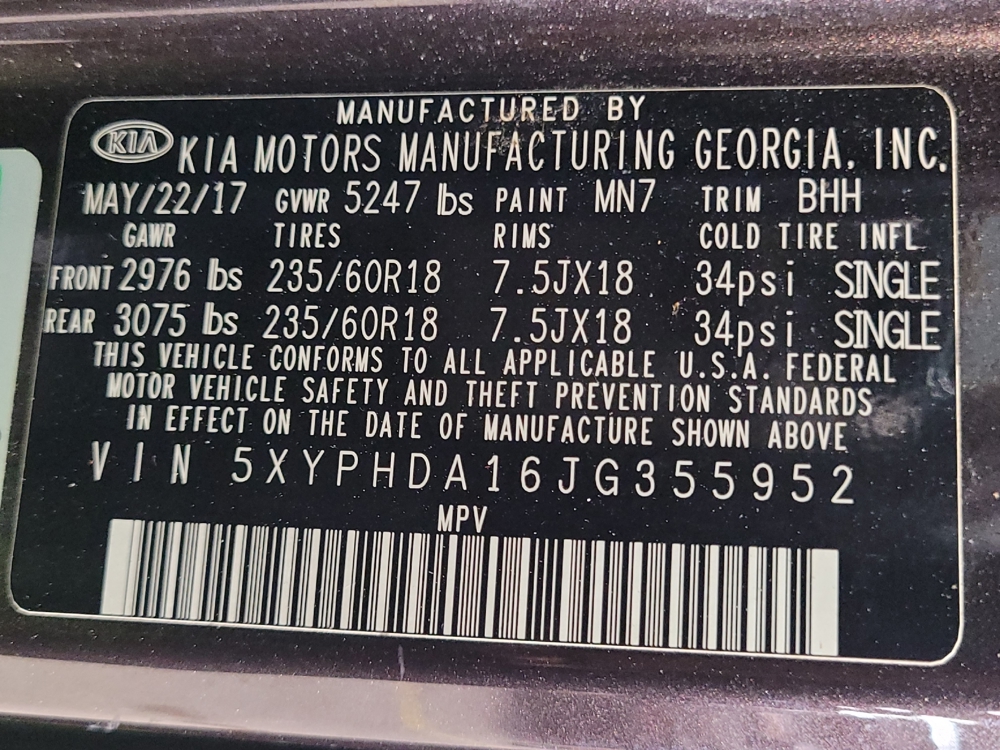 MANUFACTURED BY
KIA KIA MOTORS MANUFACTURING GEORGIA, INC.
MAY/22/17 GVWR 5247 lbs PAINT MN7 TRIM BHH
GAWR TIRES RIMS COLD TIRE INFL
FRONT 2976 lbs 235/60R18 7.5JX18 34psi SINGLE
REAR 3075 lbs 235/60R18 7.5JX18 34psi SINGLE
THIS VEHICLE CONFORMS TO ALL APPLICABLE U.S.A. FEDERAL
MOTOR VEHICLE SAFETY AND THEFT PREVENTION STANDARDS
IN EFFECT ON THE DATE OF MANUFACTURE SHOWN ABOVE
VIN 5XYPHDA16JG355952
MPV